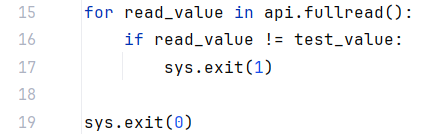 15 for read_value in api.fullread():
16     if read_value != test_value:
17         sys.exit(1)
18
19 sys.exit(0)